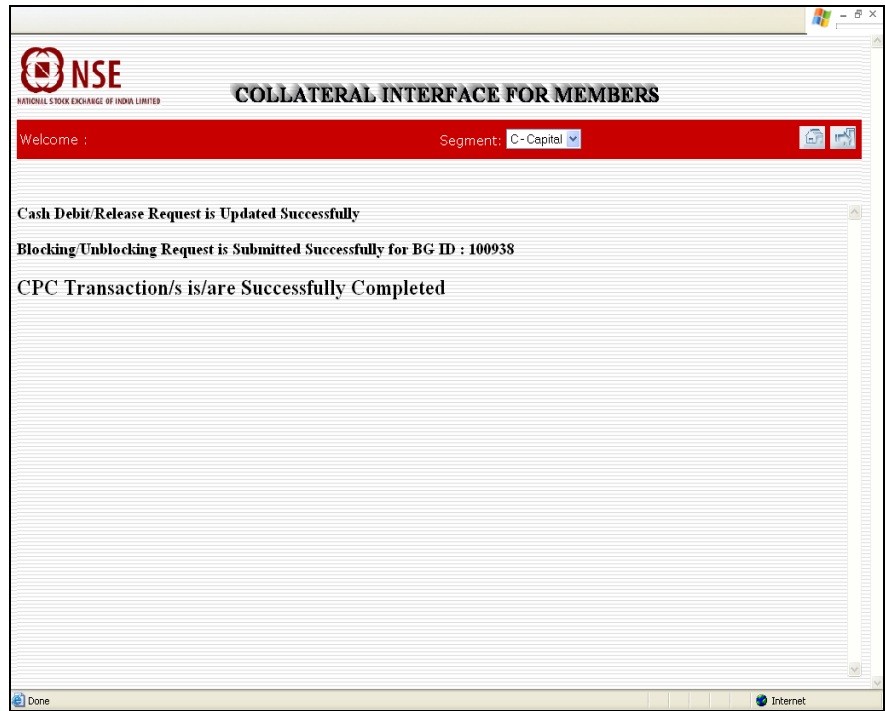 NSE
NATIONAL STOCK EXCHANGE OF INDIA LIMITED
COLLATERAL INTERFACE FOR MEMBERS
Welcome :
Segment: C-Capital
Cash Debit/Release Request is Updated Successfully
Blocking/Unblocking Request is Submitted Successfully for BG ID : 100938
CPC Transaction/s is/are Successfully Completed
Done
Internet